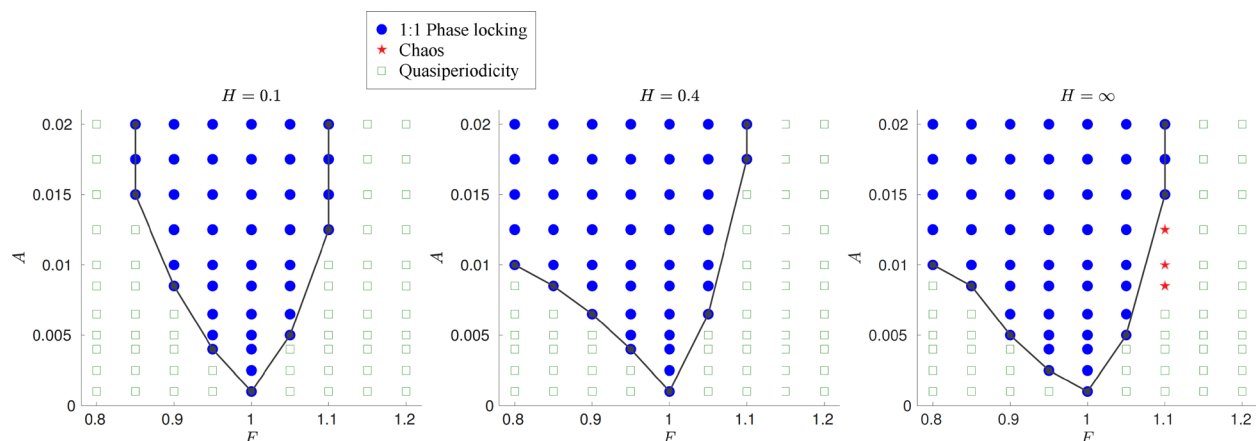 1:1 Phase locking
Chaos
Quasiperiodicity
H = 0.1
H = 0.4
H = ∞
0.02
0.0175
0.015
0.01
0.005
0
A
0.8 0.9 1 1.1 1.2
F
0.02
0.015
0.01
0.005
0
A
0.8 0.9 1 1.1 1.2
F
0.02
0.015
0.01
0.005
0
A
0.8 0.9 1 1.1 1.2
F